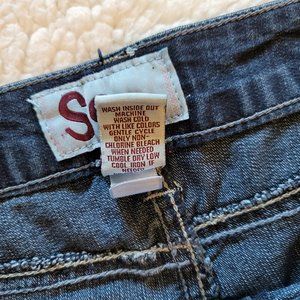 S
WASH INSIDE OUT
MACHINE
WASH COLD
WITH LIKE COLORS
GENTLE CYCLE
ONLY NON-
CHLORINE BLEACH
WHEN NEEDED
TUMBLE DRY LOW
COOL IRON IF
NEEDED